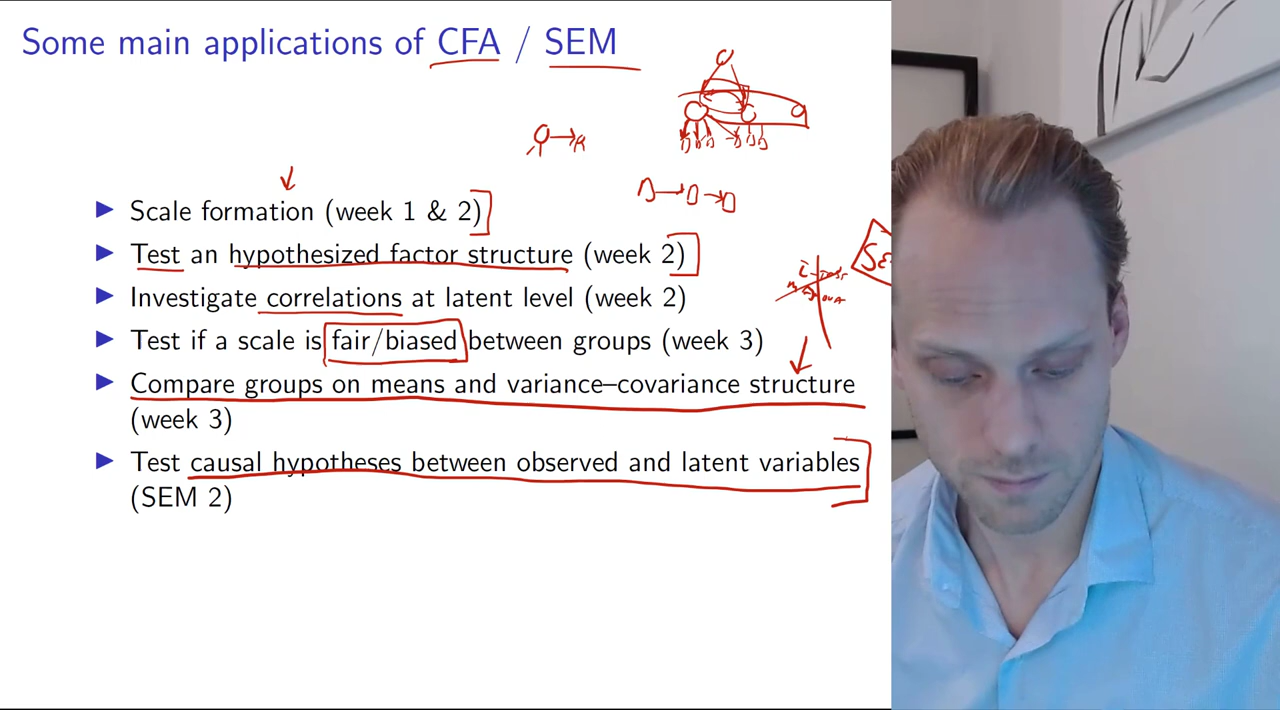 Some main applications of CFA / SEM
Scale formation (week 1 & 2)
Test an hypothesized factor structure (week 2)
Investigate correlations at latent level (week 2)
Test if a scale is fair/biased between groups (week 3)
Compare groups on means and variance–covariance structure
(week 3)
Test causal hypotheses between observed and latent variables
(SEM 2)